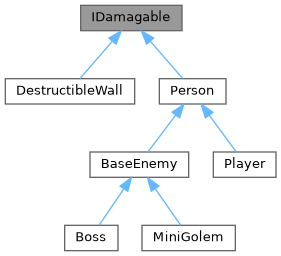 IDamagable
DestructibleWall
Person
BaseEnemy
Player
Boss
MiniGolem